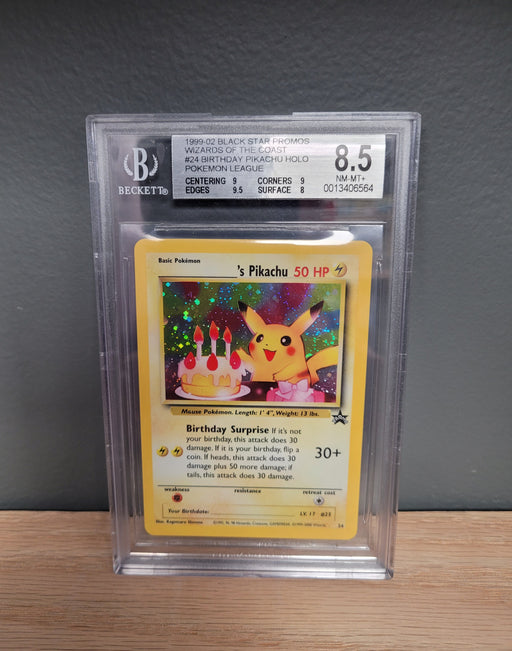 1999-02 BLACK STAR PROMOS
WIZARDS OF THE COAST
#24 BIRTHDAY PIKACHU HOLO
POKEMON LEAGUE
CENTERING 9 CORNERS 9
EDGES 9.5 SURFACE 8
8.5
NM-MT+
0013406564
B
BECKETT®
Basic Pokémon
's Pikachu 50 HP
Mouse Pokémon. Length: 1' 4", Weight: 13 lbs.
Birthday Surprise If it's not
your birthday, this attack does 30
damage. If it is your birthday, flip a
coin. If heads, this attack does 30
damage plus 50 more damage; if
tails, this attack does 30 damage.
30+
weakness resistance retreat cost
Your Birthdate:
LV. 17 #25
Illus. Kagemaru Himeno
24